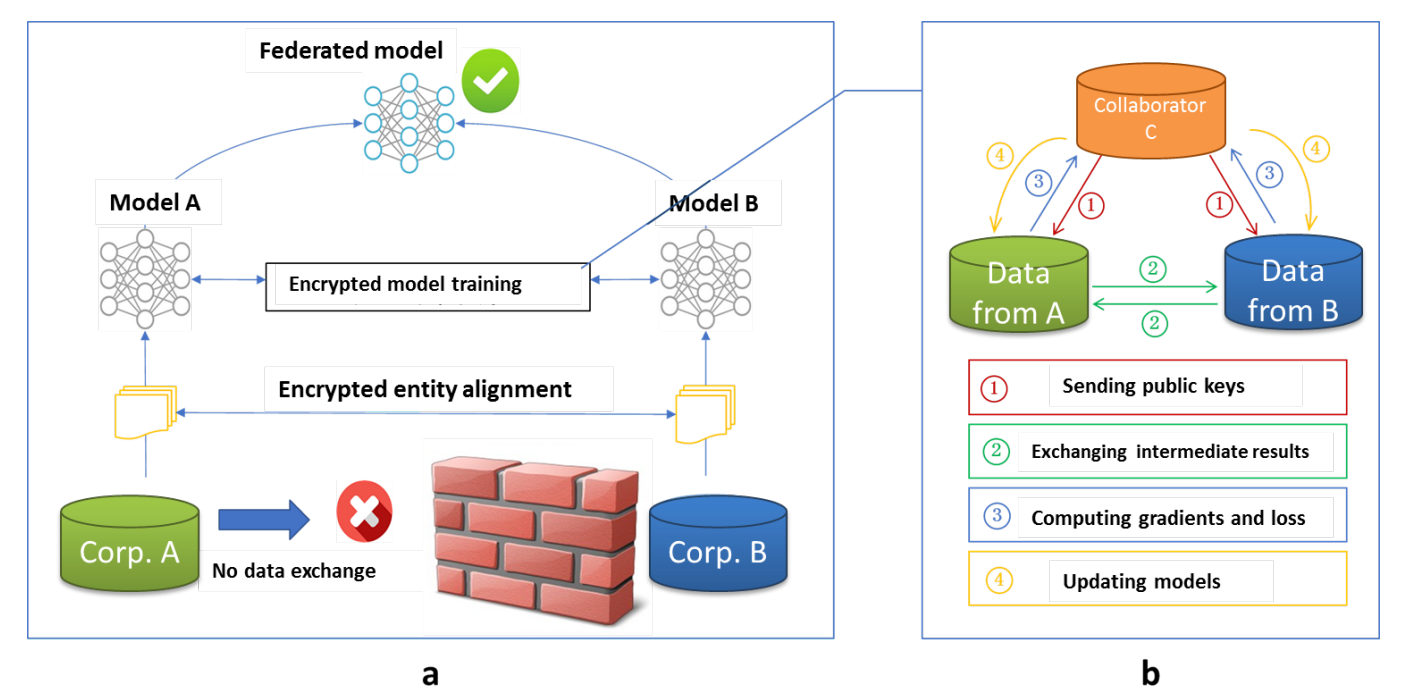 Federated model
Model A
Model B
Encrypted model training
Encrypted entity alignment
Corp. A
No data exchange
Corp. B
a
Collaborator
C
④
③
①
①
③
④
Data
from A
②
②
Data
from B
① Sending public keys
② Exchanging intermediate results
③ Computing gradients and loss
④ Updating models
b